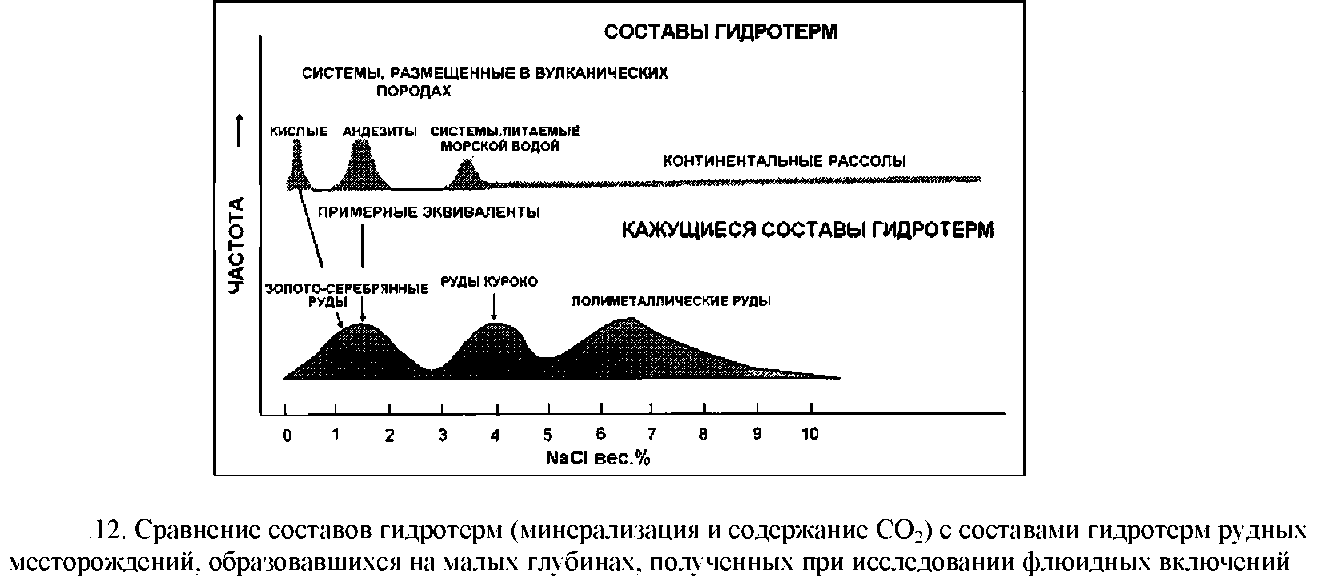 СОСТАВЫ ГИДРОТЕРМ
СИСТЕМЫ, РАЗМЕЩЕННЫЕ В ВУЛКАНИЧЕСКИХ
ПОРОДАХ
КИСЛЫЕ АНДЕЗИТЫ СИСТЕМЫ,ПИТАЕМЫЕ
МОРСКОЙ ВОДОЙ
КОНТИНЕНТАЛЬНЫЕ РАССОЛЫ
ЧАСТОТА
ПРИМЕРНЫЕ ЭКВИВАЛЕНТЫ
КАЖУЩИЕСЯ СОСТАВЫ ГИДРОТЕРМ
ЗОЛОТО-СЕРЕБРЯННЫЕ
РУДЫ
РУДЫ КУРОКО
ПОЛИМЕТАЛЛИЧЕСКИЕ РУДЫ
0 1 2 3 4 5 6 7 8 9 10
NaCl вес.%
12. Сравнение составов гидротерм (минерализация и содержание CO₂) с составами гидротерм рудных
месторождений, образовавшихся на малых глубинах, полученных при исследовании флюидных включений